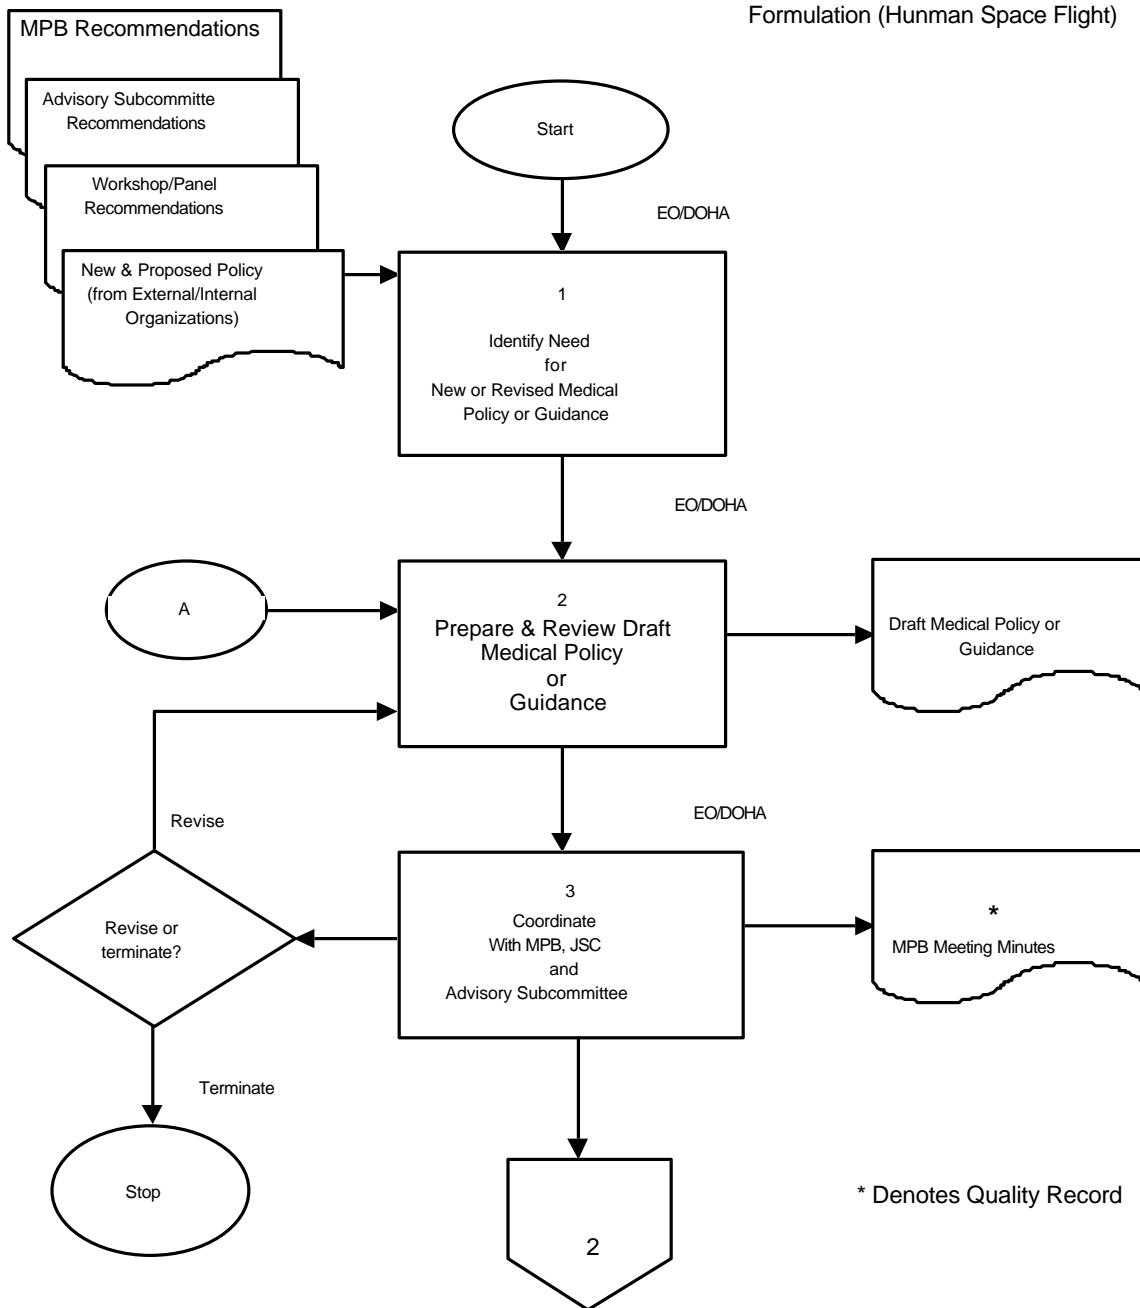 Formulation (Hunman Space Flight)
MPB Recommendations
Advisory Subcommitte
Recommendations
Workshop/Panel
Recommendations
New & Proposed Policy
(from External/Internal
Organizations)
Start
EO/DOHA
1
Identify Need
for
New or Revised Medical
Policy or Guidance
EO/DOHA
A
2
Prepare & Review Draft
Medical Policy
or
Guidance
Draft Medical Policy or
Guidance
EO/DOHA
Revise
Revise or
terminate?
3
Coordinate
With MPB, JSC
and
Advisory Subcommittee
*
MPB Meeting Minutes
Terminate
Stop
2
* Denotes Quality Record